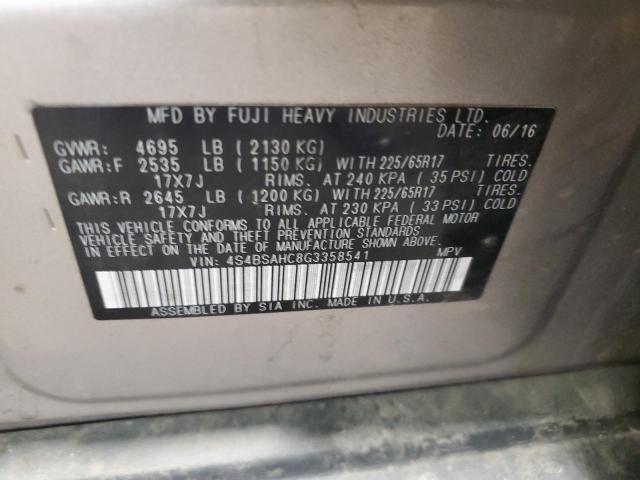 MFD BY FUJI HEAVY INDUSTRIES LTD.
DATE: 06/16
GVWR: 4695 LB (2130 KG)
GAWR:F 2535 LB (1150 KG) WITH 225/65R17 TIRES.
17X7J RIMS. AT 240 KPA (35 PSI) COLD
GAWR:R 2645 LB (1200 KG) WITH 225/65R17 TIRES.
17X7J RIMS. AT 230 KPA (33 PSI) COLD
THIS VEHICLE CONFORMS TO ALL APPLICABLE FEDERAL MOTOR
VEHICLE SAFETY AND THEFT PREVENTION STANDARDS
IN EFFECT ON THE DATE OF MANUFACTURE SHOWN ABOVE.
VIN: 4S4BSAHC8G3358541 MPV
ASSEMBLED BY SIA INC. MADE IN U.S.A.